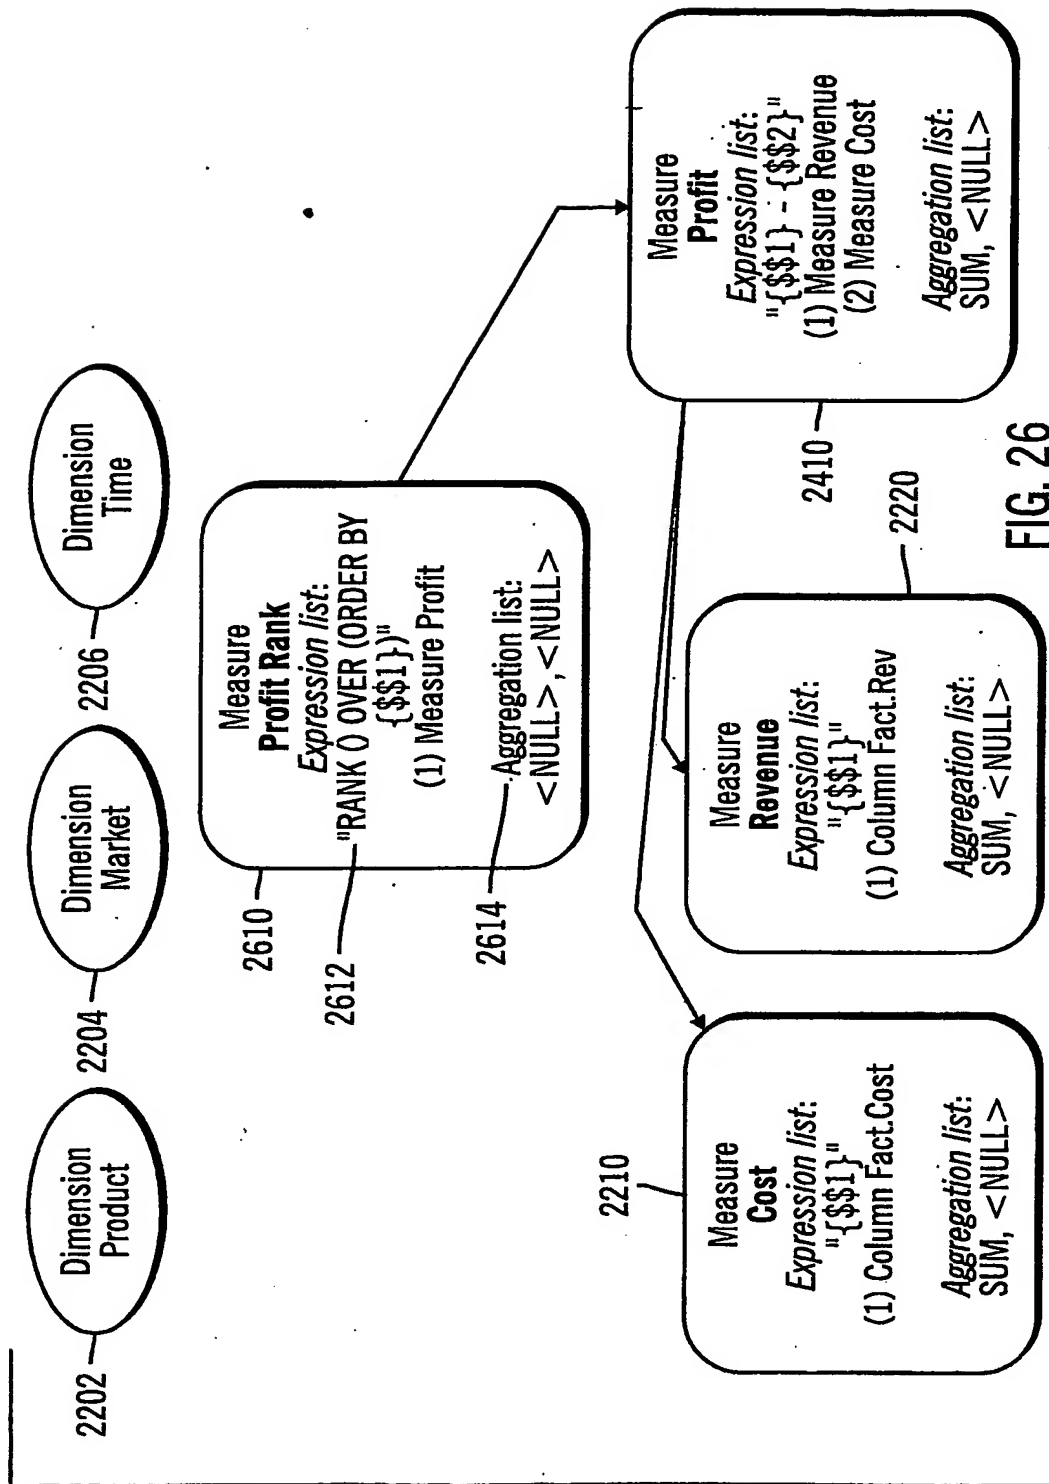 Dimension
Product
2202
Dimension
Market
2204
Dimension
Time
2206
Measure
Profit Rank
Expression list:
"RANK () OVER (ORDER BY
{$$1})"
(1) Measure Profit
Aggregation list:
<NULL>, <NULL>
2610
2612
2614
Measure
Cost
Expression list:
"{$$1}"
(1) Column Fact.Cost
Aggregation list:
SUM, <NULL>
2210
Measure
Revenue
Expression list:
"{$$1}"
(1) Column Fact.Rev
Aggregation list:
SUM, <NULL>
2220
Measure
Profit
Expression list:
"{$$1} - {$$2}"
(1) Measure Revenue
(2) Measure Cost
Aggregation list:
SUM, <NULL>
2410
FIG. 26